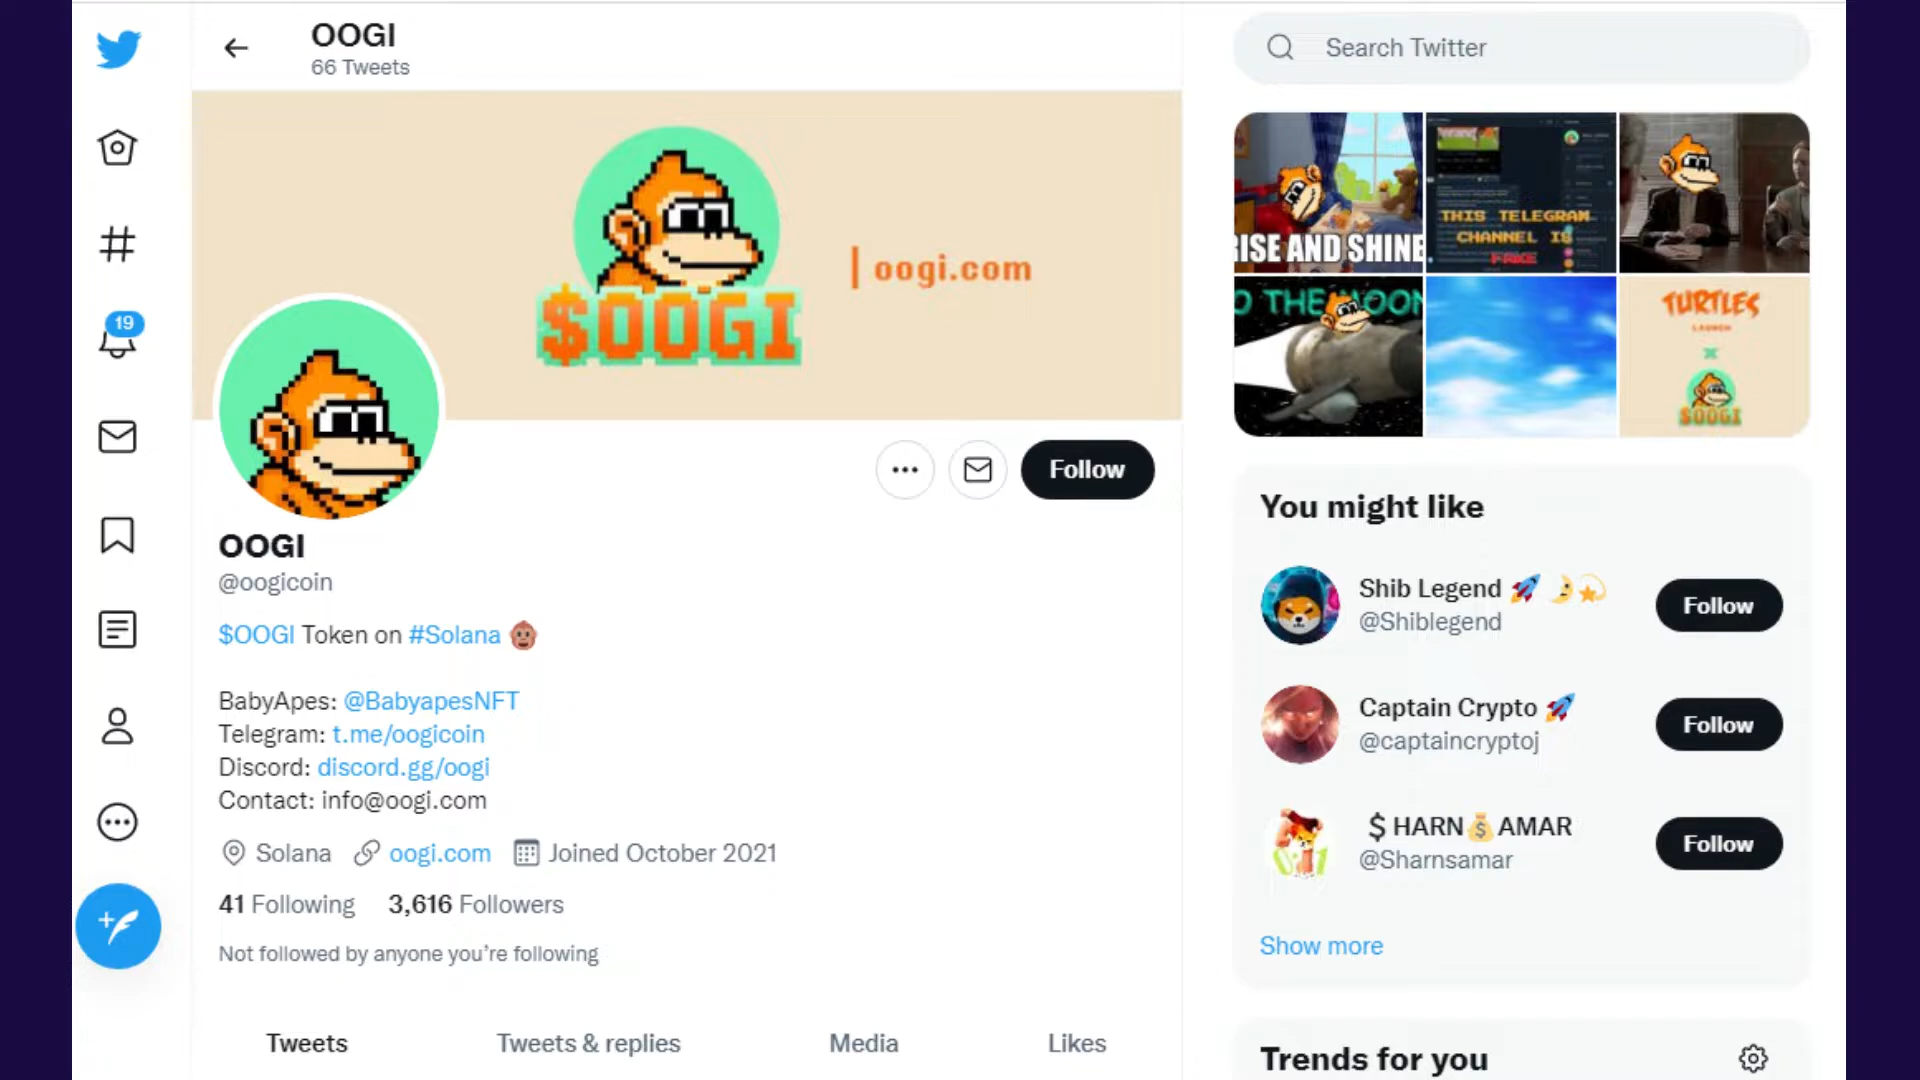 OOGI
66 Tweets
Search Twitter
$OOGI
| oogi.com
RISE AND SHINE
THIS TELEGRAM
CHANNEL IS
FAKE
O THE MOON
TURTLES
LAUNCH
X
$OOGI
19
Follow
OOGI
@oogicoin
$OOGI Token on #Solana
BabyApes: @BabyapesNFT
Telegram: t.me/oogicoin
Discord: discord.gg/oogi
Contact: info@oogi.com
Solana oogi.com Joined October 2021
41 Following 3,616 Followers
Not followed by anyone you're following
Tweets Tweets & replies Media Likes
You might like
Shib Legend
@Shiblegend
Follow
Captain Crypto
@captaincryptoj
Follow
$ HARN AMAR
@Sharnsamar
Follow
Show more
Trends for you